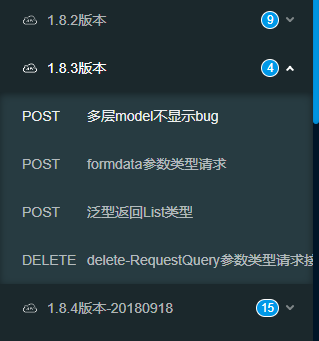 1.8.2版本 9
1.8.3版本 4
POST 多层model不显示bug
POST formdata参数类型请求
POST 泛型返回List类型
DELETE delete-RequestQuery参数类型请求接
1.8.4版本-20180918 15